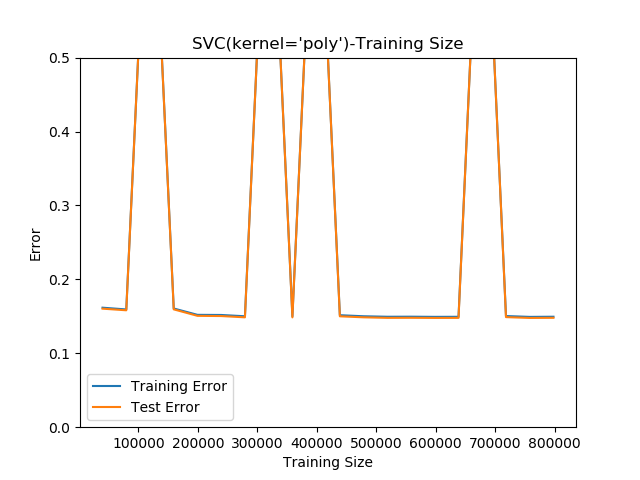 SVC(kernel='poly')-Training Size
0.5
0.4
0.3
0.2
0.1
0.0
Error
Training Error
Test Error
100000 200000 300000 400000 500000 600000 700000 800000
Training Size